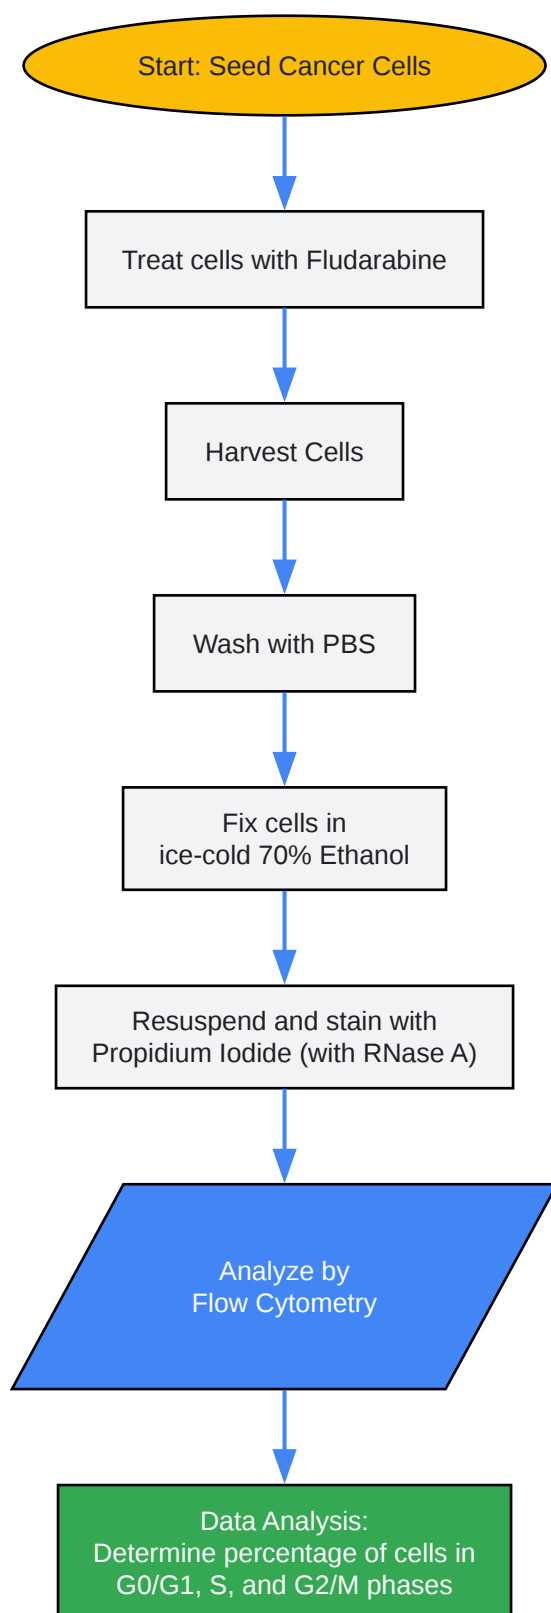 Start: Seed Cancer Cells
Treat cells with Fludarabine
Harvest Cells
Wash with PBS
Fix cells in
ice-cold 70% Ethanol
Resuspend and stain with
Propidium Iodide (with RNase A)
Analyze by
Flow Cytometry
Data Analysis:
Determine percentage of cells in
G0/G1, S, and G2/M phases